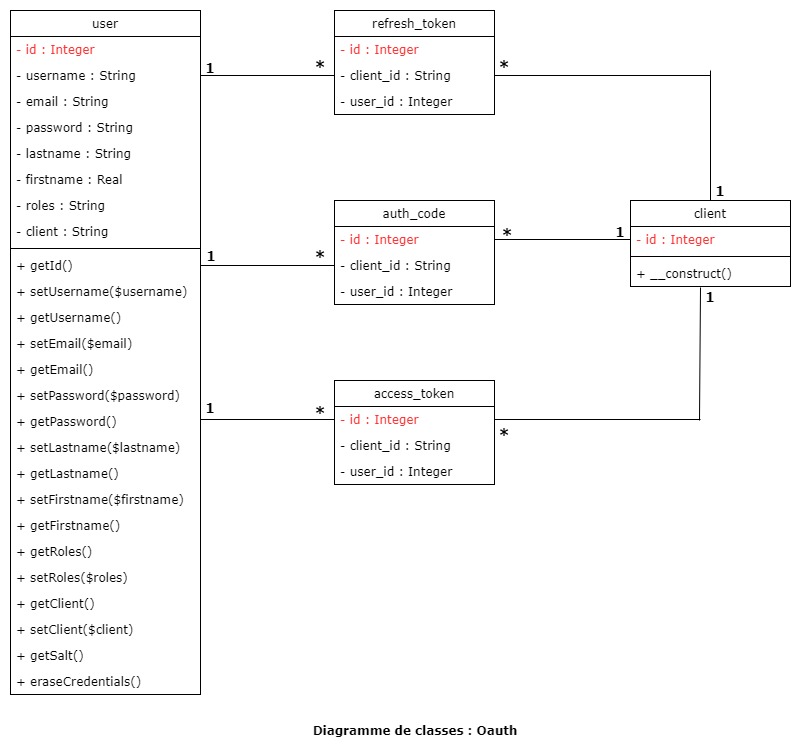 user
- id : Integer
- username : String
- email : String
- password : String
- lastname : String
- firstname : Real
- roles : String
- client : String
+ getId()
+ setUsername($username)
+ getUsername()
+ setEmail($email)
+ getEmail()
+ setPassword($password)
+ getPassword()
+ setLastname($lastname)
+ getLastname()
+ setFirstname($firstname)
+ getFirstname()
+ getRoles()
+ setRoles($roles)
+ getClient()
+ setClient($client)
+ getSalt()
+ eraseCredentials()
1
*
refresh_token
- id : Integer
- client_id : String
- user_id : Integer
*
1
1
*
auth_code
- id : Integer
- client_id : String
- user_id : Integer
*
1
client
- id : Integer
+ __construct()
1
1
*
access_token
- id : Integer
- client_id : String
- user_id : Integer
*
Diagramme de classes : Oauth